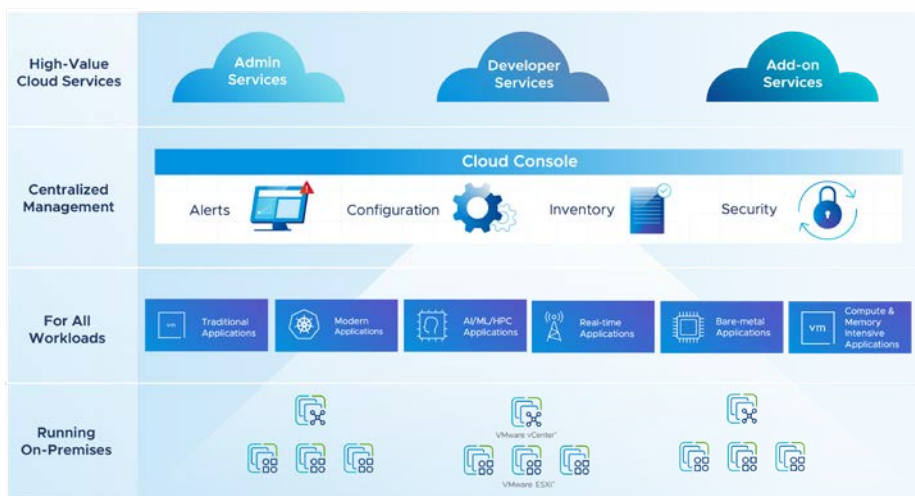 High-Value
Cloud Services
Admin
Services
Developer
Services
Add-on
Services
Centralized
Management
Cloud Console
Alerts
Configuration
Inventory
Security
For All
Workloads
vm
Traditional
Applications
Modern
Applications
AI/ML/HPC
Applications
Real-time
Applications
Bare-metal
Applications
vm
Compute &
Memory
Intensive
Applications
Running
On-Premises
VMware vCenter®
VMware ESXi™